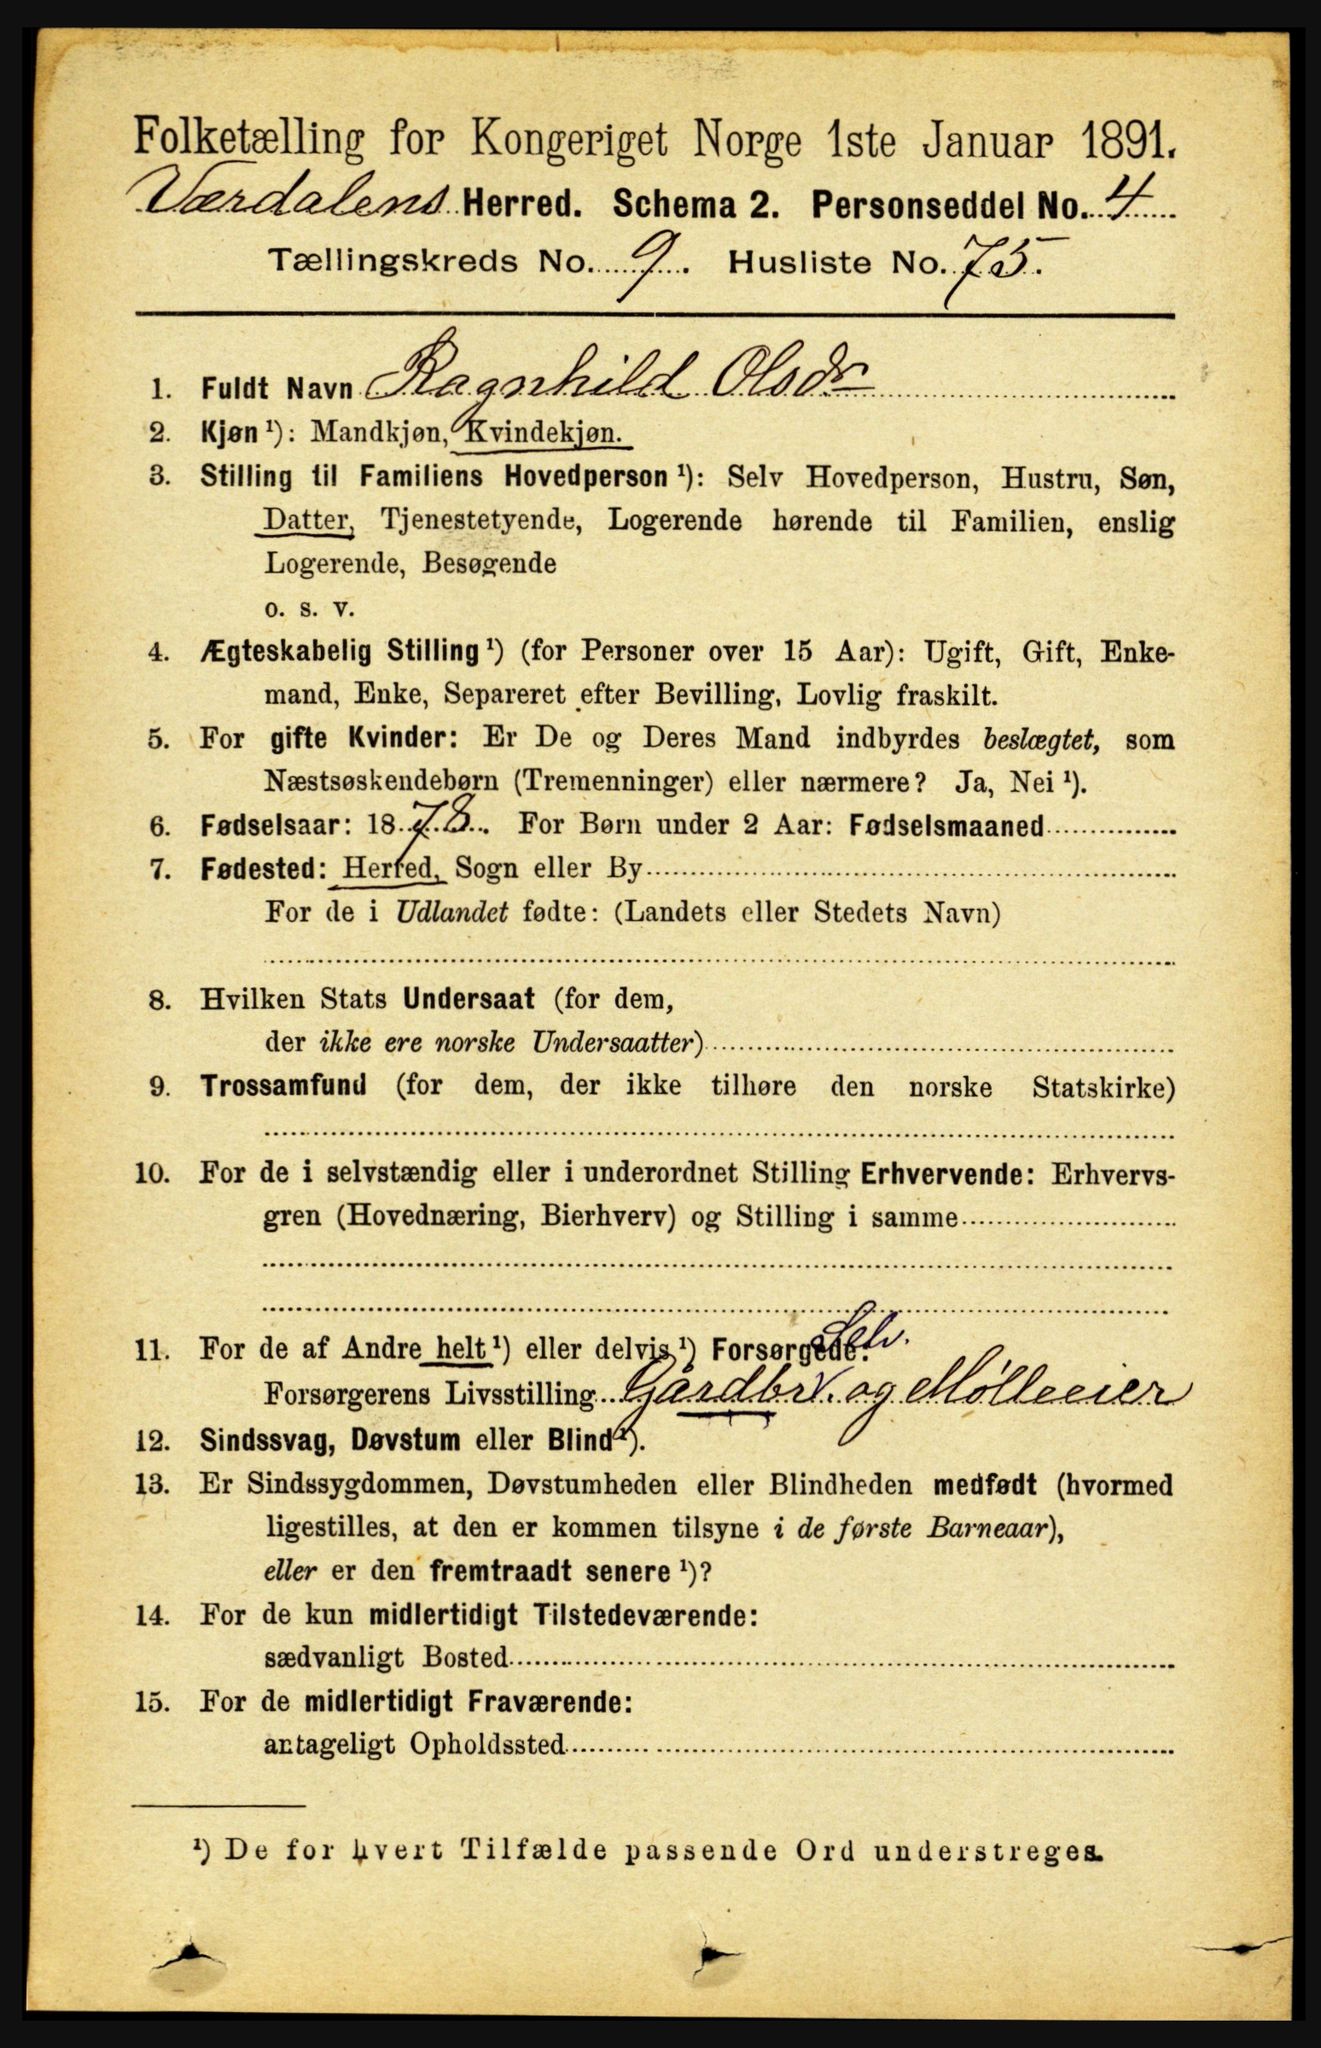 Folketælling for Kongeriget Norge 1ste Januar 1891.
Værdalens Herred. Schema 2. Personseddel No. 4
Tællingskreds No. 9. Husliste No. 75.
1. Fuldt Navn Ragnhild Olsdr
2. Kjøn ¹): Mandkjøn, Kvindekjøn.
3. Stilling til Familiens Hovedperson ¹): Selv Hovedperson, Hustru, Søn,
Datter, Tjenestetyende, Logerende hørende til Familien, enslig
Logerende, Besøgende
o. s. v.
4. Ægteskabelig Stilling ¹) (for Personer over 15 Aar): Ugift, Gift, Enke-
mand, Enke, Separeret efter Bevilling, Lovlig fraskilt.
5. For gifte Kvinder: Er De og Deres Mand indbyrdes beslægtet, som
Næstsøskendebørn (Tremenninger) eller nærmere? Ja, Nei ¹).
6. Fødselsaar: 1878. For Børn under 2 Aar: Fødselsmaaned
7. Fødested: Herred, Sogn eller By
For de i Udlandet fødte: (Landets eller Stedets Navn)
8. Hvilken Stats Undersaat (for dem,
der ikke ere norske Undersaatter)
9. Trossamfund (for dem, der ikke tilhøre den norske Statskirke)
10. For de i selvstændig eller i underordnet Stilling Erhvervende: Erhvervs-
gren (Hovednæring, Bierhverv) og Stilling i samme
Selv.
11. For de af Andre helt ¹) eller delvis ¹) Forsørgede:
Forsørgerens Livsstilling Gårdbr. og Mølleeier
12. Sindssvag, Døvstum eller Blind ¹).
13. Er Sindssygdommen, Døvstumheden eller Blindheden medfødt (hvormed
ligestilles, at den er kommen tilsyne i de første Barneaar),
eller er den fremtraadt senere ¹)?
14. For de kun midlertidigt Tilstedeværende:
sædvanligt Bosted
15. For de midlertidigt Fraværende:
antageligt Opholdssted
¹) De for hvert Tilfælde passende Ord understreges.